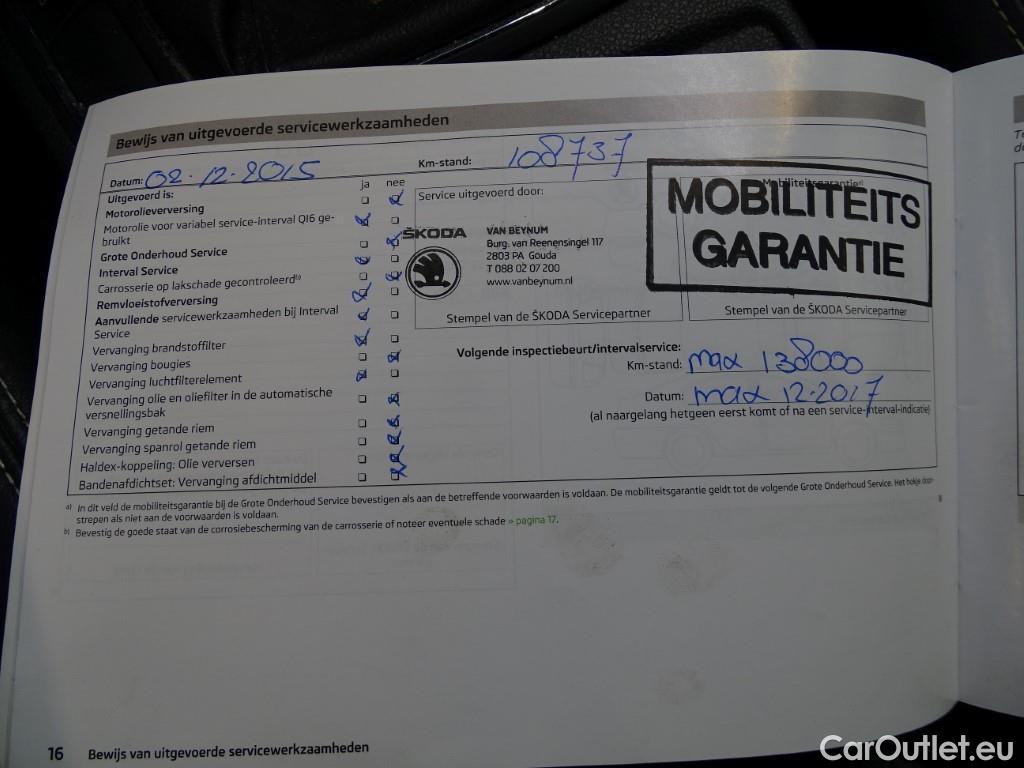 Bewijs van uitgevoerde servicewerkzaamheden
Datum: 02.12.2015
Km-stand: 108737
Uitgevoerd is:
ja nee
Motorolieverversing
Motorolie voor variabel service-interval QI6 ge-
bruikt
Grote Onderhoud Service
Interval Service
Carrosserie op lakschade gecontroleerd b)
Remvloeistofverversing
Aanvullende servicewerkzaamheden bij Interval
Service
Vervanging brandstoffilter
Vervanging bougies
Vervanging luchtfilterelement
Vervanging olie en oliefilter in de automatische
versnellingsbak
Vervanging getande riem
Vervanging spanrol getande riem
Haldex-koppeling: Olie verversen
Bandenafdichtset: Vervanging afdichtmiddel
Service uitgevoerd door:
ŠKODA
VAN BEYNUM
Burg. van Reenensingel 117
2803 PA Gouda
T 088 02 07 200
www.vanbeynum.nl
Stempel van de ŠKODA Servicepartner
Mobiliteitsgarantie a)
MOBILITEITS
GARANTIE
Stempel van de ŠKODA Servicepartner
Volgende inspectiebeurt/intervalservice:
Km-stand: max 138000
Datum: max 12.2017
(al naargelang hetgeen eerst komt of na een service-interval-indicatie)
a) In dit veld de mobiliteitsgarantie bij de Grote Onderhoud Service bevestigen als aan de betreffende voorwaarden is voldaan. De mobiliteitsgarantie geldt tot de volgende Grote Onderhoud Service. Het hokje door-
strepen als niet aan de voorwaarden is voldaan.
b) Bevestig de goede staat van de corrosiebescherming van de carrosserie of noteer eventuele schade » pagina 17.
16 Bewijs van uitgevoerde servicewerkzaamheden
CarOutlet.eu